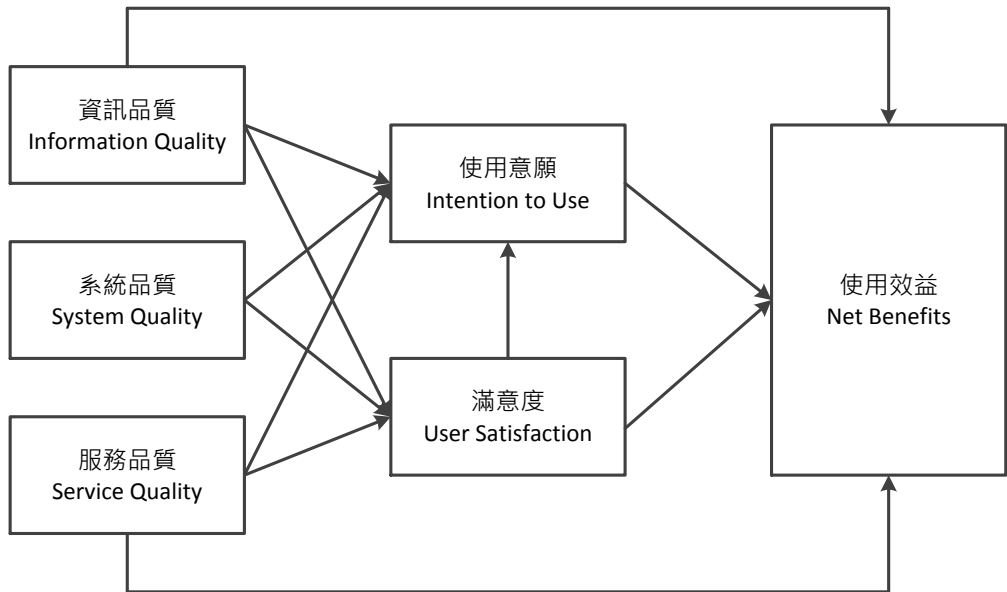 資訊品質
Information Quality
系統品質
System Quality
服務品質
Service Quality
使用意願
Intention to Use
滿意度
User Satisfaction
使用效益
Net Benefits